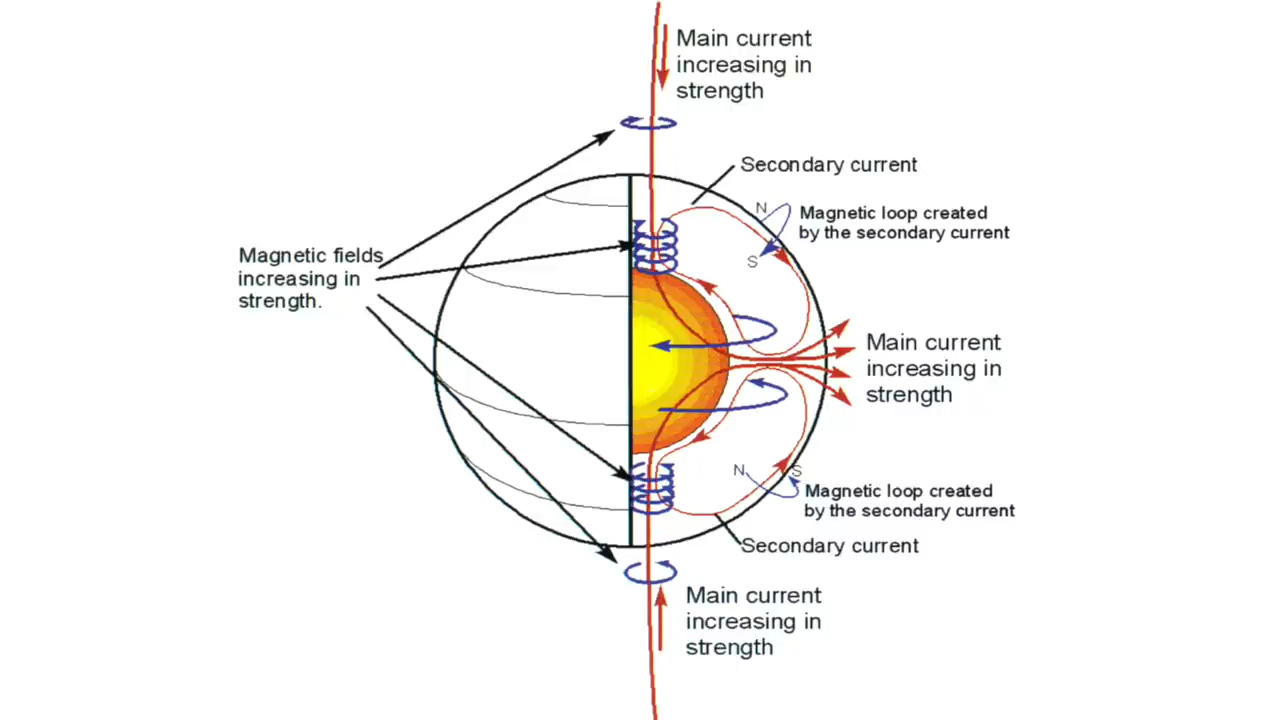 Main current
increasing in
strength
Secondary current
N
Magnetic loop created
by the secondary current
S
Magnetic fields
increasing in
strength.
Main current
increasing in
strength
N
S
Magnetic loop created
by the secondary current
Secondary current
Main current
increasing in
strength